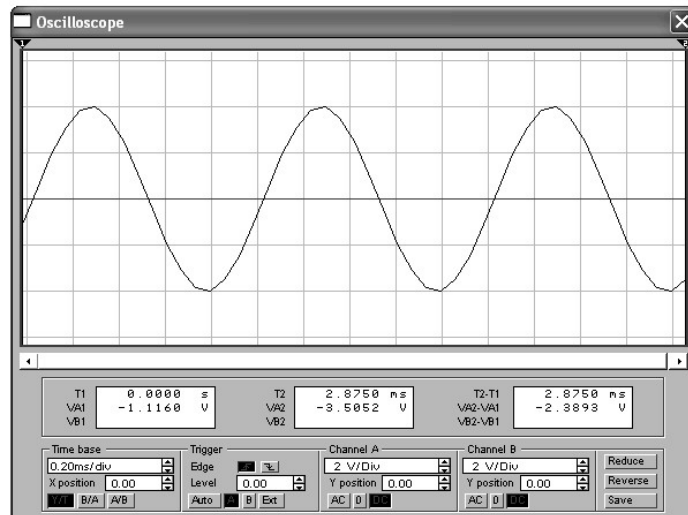 Oscilloscope
1 2
T1 0.0000 s T2 2.8750 ms T2-T1 2.8750 ms
VA1 -1.1160 V VA2 -3.5052 V VA2-VA1 -2.3893 V
VB1 VB2 VB2-VB1
Time base Trigger Channel A Channel B
0.20ms/div Edge 2 V/Div 2 V/Div Reduce
X position 0.00 Level 0.00 Y position 0.00 Y position 0.00 Reverse
Y/T B/A A/B Auto A B Ext AC 0 DC AC 0 DC Save